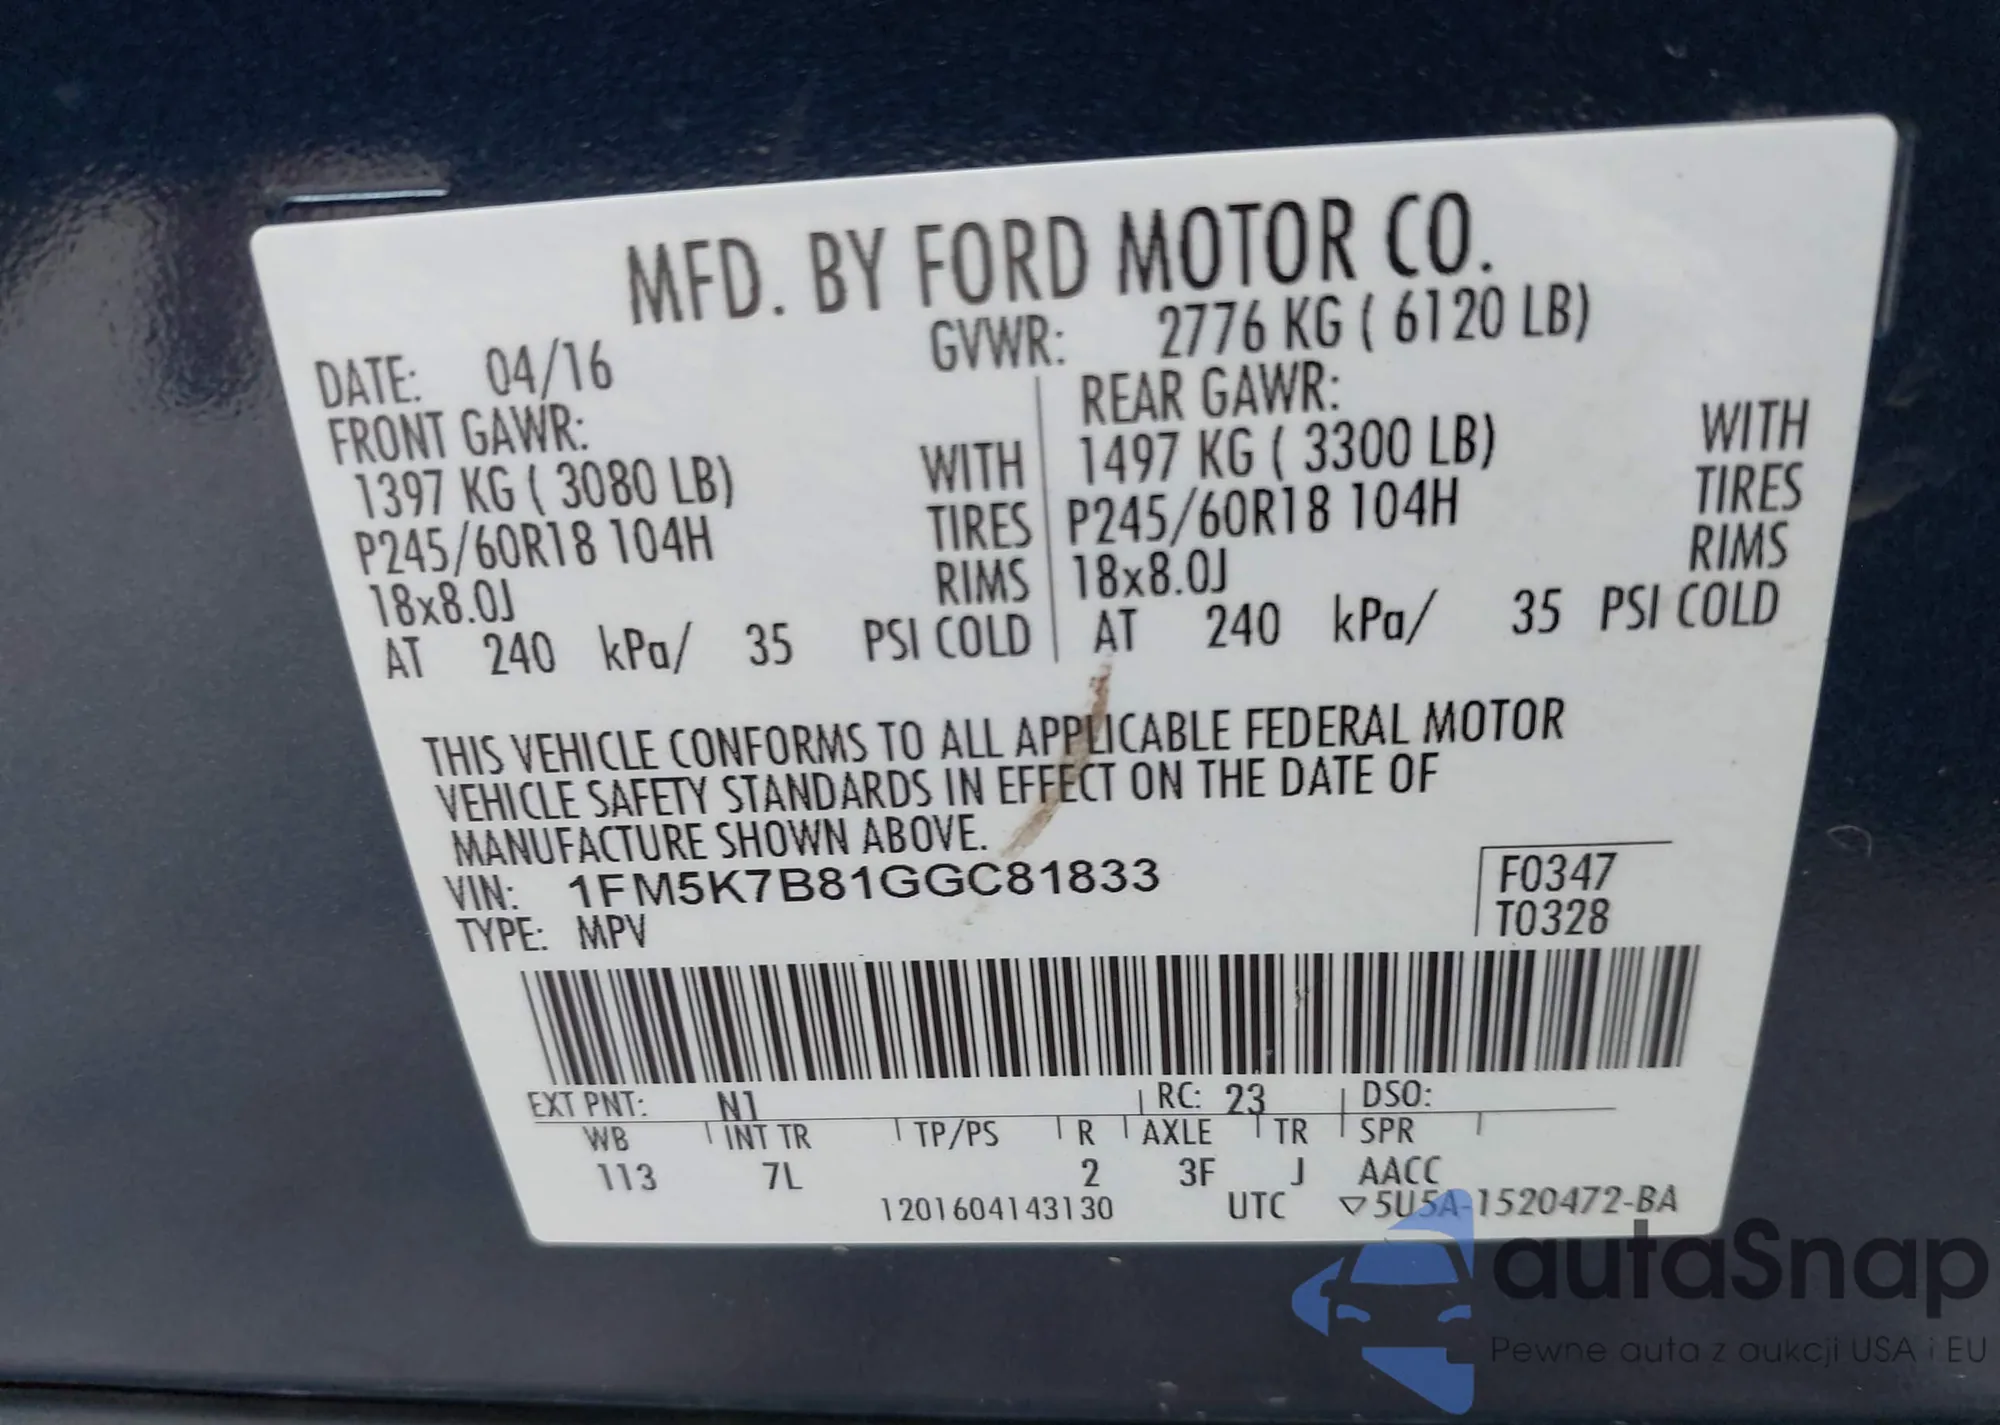 MFD. BY FORD MOTOR CO.
DATE: 04/16 GVWR: 2776 KG ( 6120 LB)
FRONT GAWR: REAR GAWR:
1397 KG ( 3080 LB) WITH 1497 KG ( 3300 LB) WITH
P245/60R18 104H TIRES P245/60R18 104H TIRES
18x8.0J RIMS 18x8.0J RIMS
AT 240 kPa/ 35 PSI COLD AT 240 kPa/ 35 PSI COLD
THIS VEHICLE CONFORMS TO ALL APPLICABLE FEDERAL MOTOR
VEHICLE SAFETY STANDARDS IN EFFECT ON THE DATE OF
MANUFACTURE SHOWN ABOVE.
VIN: 1FM5K7B81GGC81833 F0347
TYPE: MPV T0328
EXT PNT: N1 RC: 23 DSO:
WB INT TR TP/PS R AXLE TR SPR
113 7L 2 3F J AACC
1201604143130 UTC ▽5U5A-1520472-BA
autaSnap
Pewne auta z aukcji USA i EU